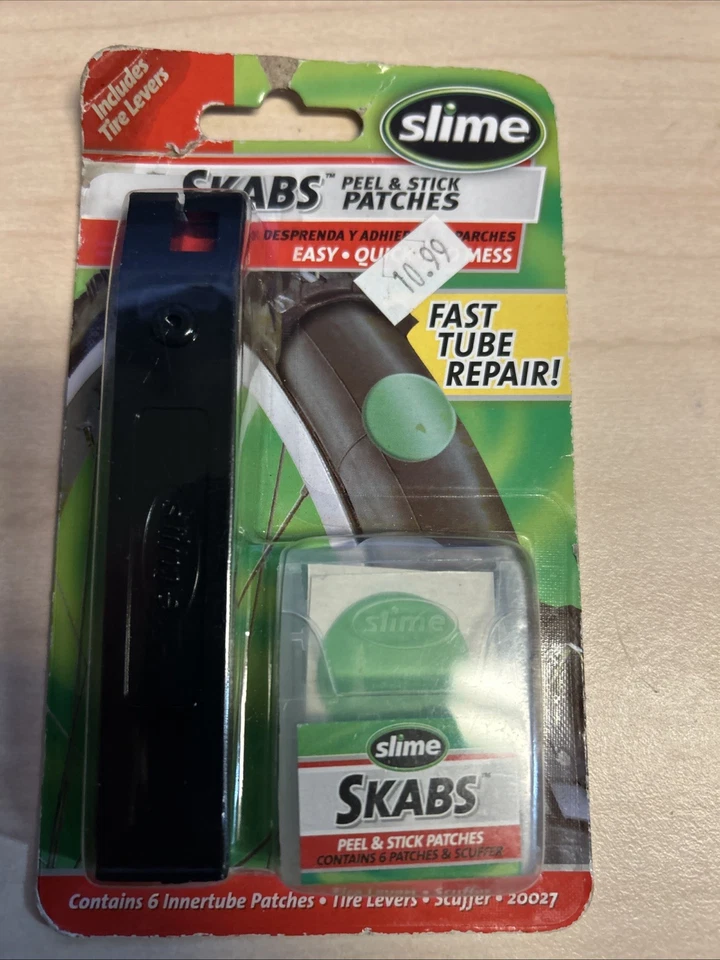 Includes
Tire Levers
slime
SKABS™ PEEL & STICK
PATCHES
DESPRENDA Y ADHIER PARCHES
EASY • QUI MESS
10.99
FAST
TUBE
REPAIR!
slime
slime
slime
SKABS™
PEEL & STICK PATCHES
CONTAINS 6 PATCHES & SCUFFER
Contains 6 Innertube Patches • Tire Levers • Scuffer • 20027